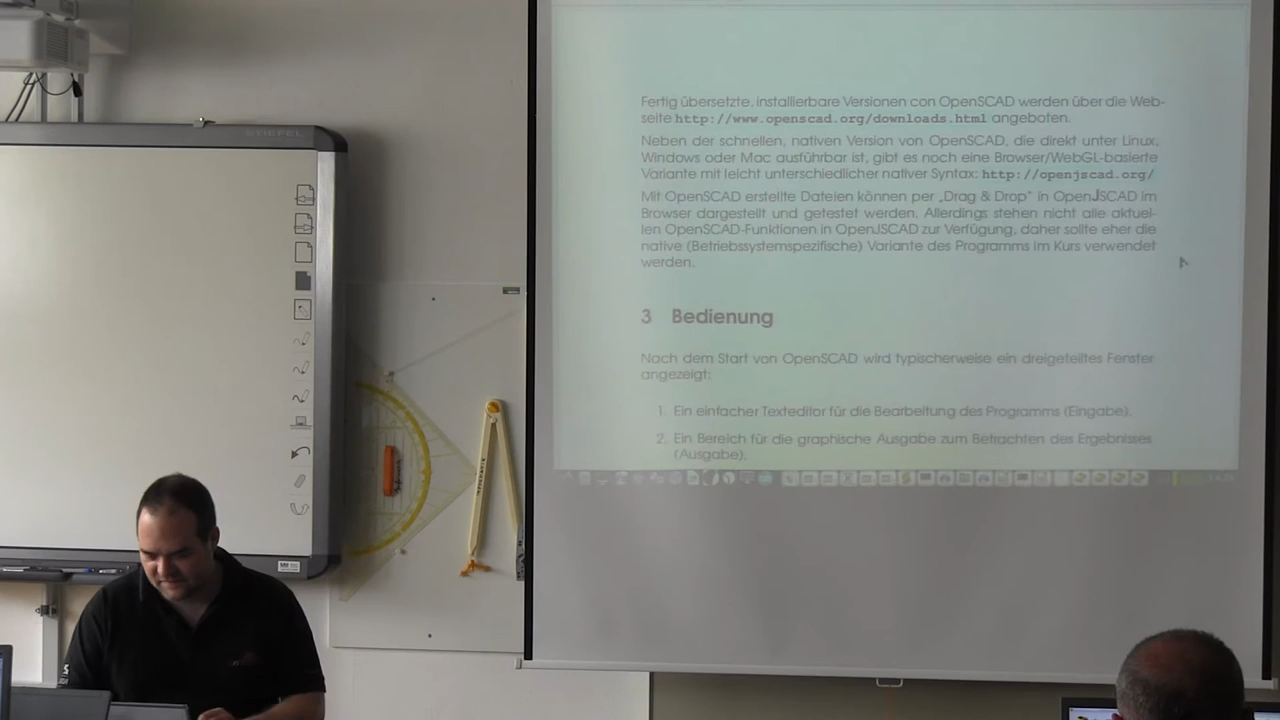 STIEFEL
Fertig übersetzte, installierbare Versionen con OpenSCAD werden über die Web-
seite http://www.openscad.org/downloads.html angeboten.
Neben der schnellen, nativen Version von OpenSCAD, die direkt unter Linux,
Windows oder Mac ausführbar ist, gibt es noch eine Browser/WebGL-basierte
Variante mit leicht unterschiedlicher nativer Syntax: http://openjscad.org/
Mit OpenSCAD erstellte Dateien können per „Drag & Drop“ in OpenJSCAD im
Browser dargestellt und getestet werden. Allerdings stehen nicht alle aktuel-
len OpenSCAD-Funktionen in OpenJSCAD zur Verfügung, daher sollte eher die
native (Betriebssystemspezifische) Variante des Programms im Kurs verwendet
werden.
3 Bedienung
Nach dem Start von OpenSCAD wird typischerweise ein dreigeteiltes Fenster
angezeigt:
1. Ein einfacher Texteditor für die Bearbeitung des Programms (Eingabe),
2. Ein Bereich für die graphische Ausgabe zum Betrachten des Ergebnisses
(Ausgabe),